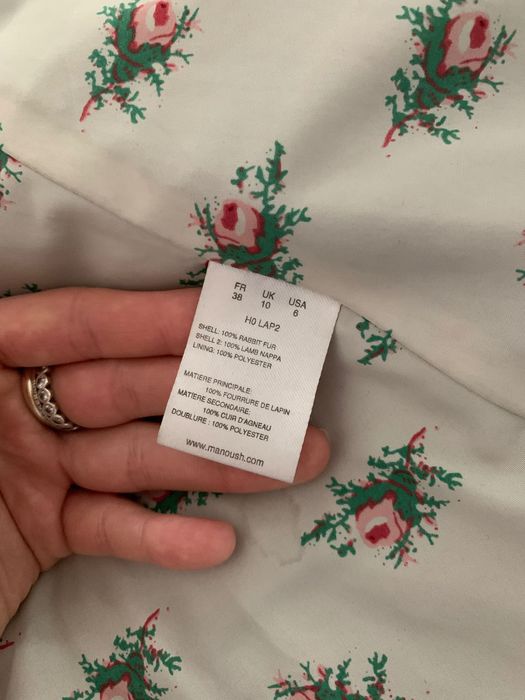 FR UK USA
38 10 6
H0 LAP2
SHELL: 100% RABBIT FUR
SHELL 2: 100% LAMB NAPPA
LINING: 100% POLYESTER
MATIERE PRINCIPALE:
100% FOURRURE DE LAPIN
MATIERE SECONDAIRE:
100% CUIR D'AGNEAU
DOUBLURE : 100% POLYESTER
www.manoush.com